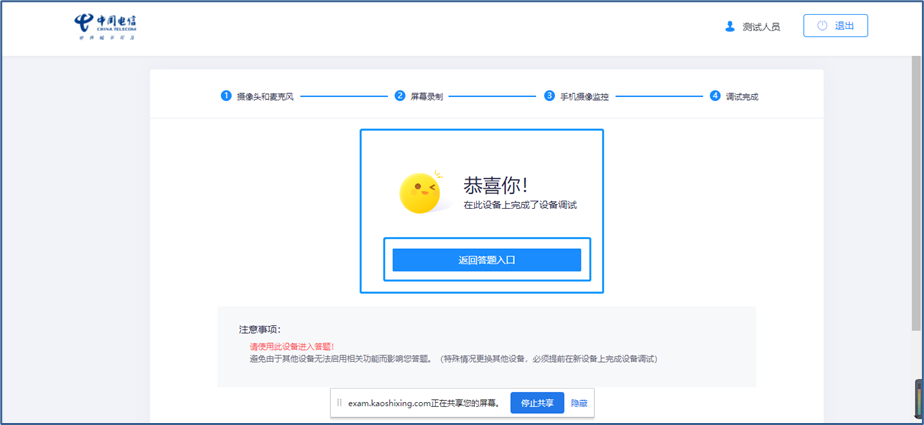 中国电信
CHINA TELECOM
测试人员
退出
1 摄像头和麦克风
2 屏幕录制
3 手机摄像监控
4 调试完成
恭喜你！
在此设备上完成了设备调试
返回答题入口
注意事项：
请使用此设备进入答题！
避免由于其他设备无法启用相关功能而影响您答题。（特殊情况更换其他设备，必须提前在新设备上完成设备调试）
exam.kaoshixing.com正在共享您的屏幕。
停止共享
隐藏